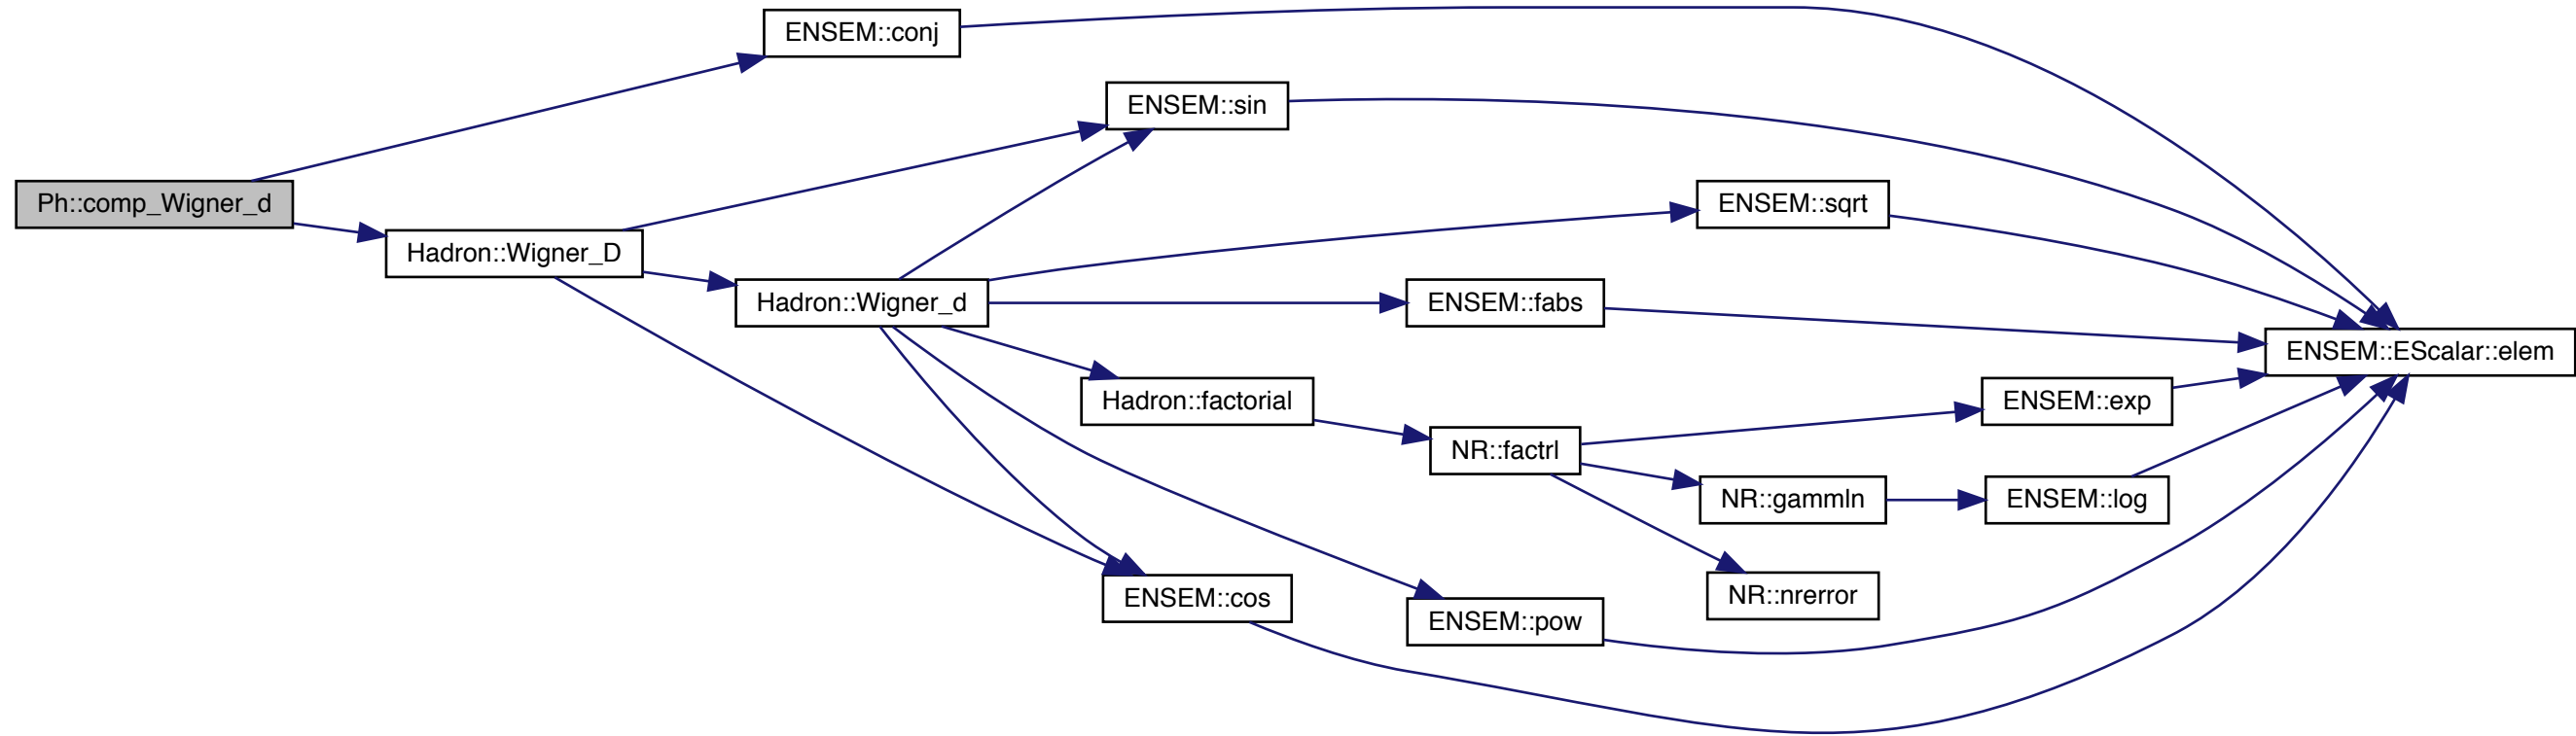 ENSEM::conj
ENSEM::sin
Ph::comp_Wigner_d
ENSEM::sqrt
Hadron::Wigner_D
Hadron::Wigner_d
ENSEM::fabs
ENSEM::EScalar::elem
Hadron::factorial
ENSEM::exp
NR::factrl
NR::gammln
ENSEM::log
ENSEM::cos
NR::nrerror
ENSEM::pow